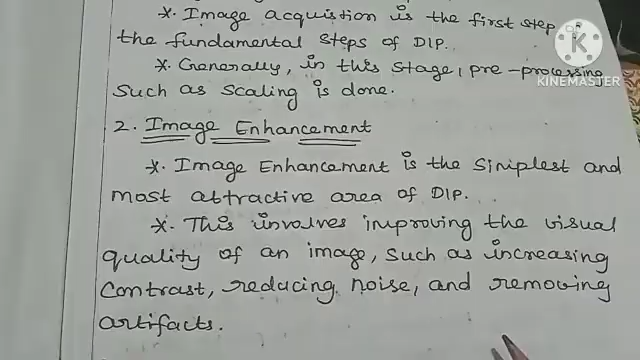 *. Image acquistion is the first step
the fundamental steps of DIP.
*. Generally, in this stage, pre-processing
such as scaling is done.
2. Image Enhancement
*. Image Enhancement is the simplest and
most attractive area of DIP.
*. This involves improving the visual
quality of an image, such as increasing
contrast, reducing noise, and removing
artifacts.
K
KINEMASTER